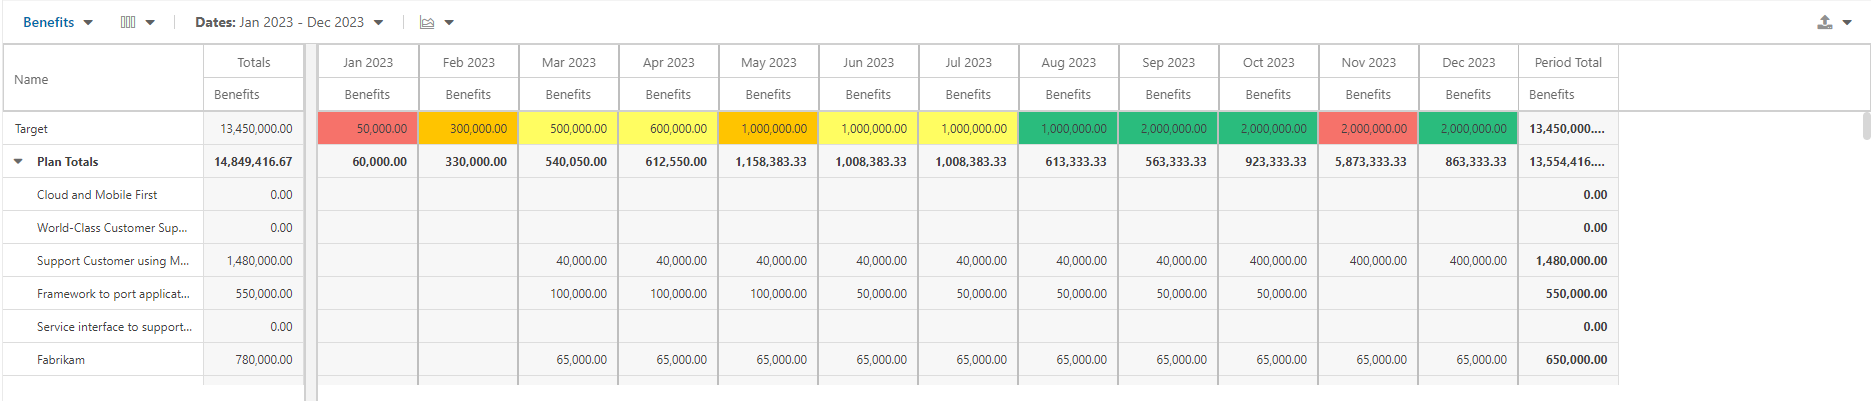 Benefits Dates: Jan 2023 - Dec 2023
Name Totals Jan 2023 Feb 2023 Mar 2023 Apr 2023 May 2023 Jun 2023 Jul 2023 Aug 2023 Sep 2023 Oct 2023 Nov 2023 Dec 2023 Period Total
Benefits Benefits Benefits Benefits Benefits Benefits Benefits Benefits Benefits Benefits Benefits Benefits Benefits Benefits
Target 13,450,000.00 50,000.00 300,000.00 500,000.00 600,000.00 1,000,000.00 1,000,000.00 1,000,000.00 1,000,000.00 2,000,000.00 2,000,000.00 2,000,000.00 2,000,000.00 13,450,000....
Plan Totals 14,849,416.67 60,000.00 330,000.00 540,050.00 612,550.00 1,158,383.33 1,008,383.33 1,008,383.33 613,333.33 563,333.33 923,333.33 5,873,333.33 863,333.33 13,554,416....
Cloud and Mobile First 0.00 0.00
World-Class Customer Sup... 0.00 0.00
Support Customer using M... 1,480,000.00 40,000.00 40,000.00 40,000.00 40,000.00 40,000.00 40,000.00 40,000.00 400,000.00 400,000.00 400,000.00 1,480,000.00
Framework to port applicat... 550,000.00 100,000.00 100,000.00 100,000.00 50,000.00 50,000.00 50,000.00 50,000.00 50,000.00 550,000.00
Service interface to support... 0.00 0.00
Fabrikam 780,000.00 65,000.00 65,000.00 65,000.00 65,000.00 65,000.00 65,000.00 65,000.00 65,000.00 65,000.00 65,000.00 650,000.00